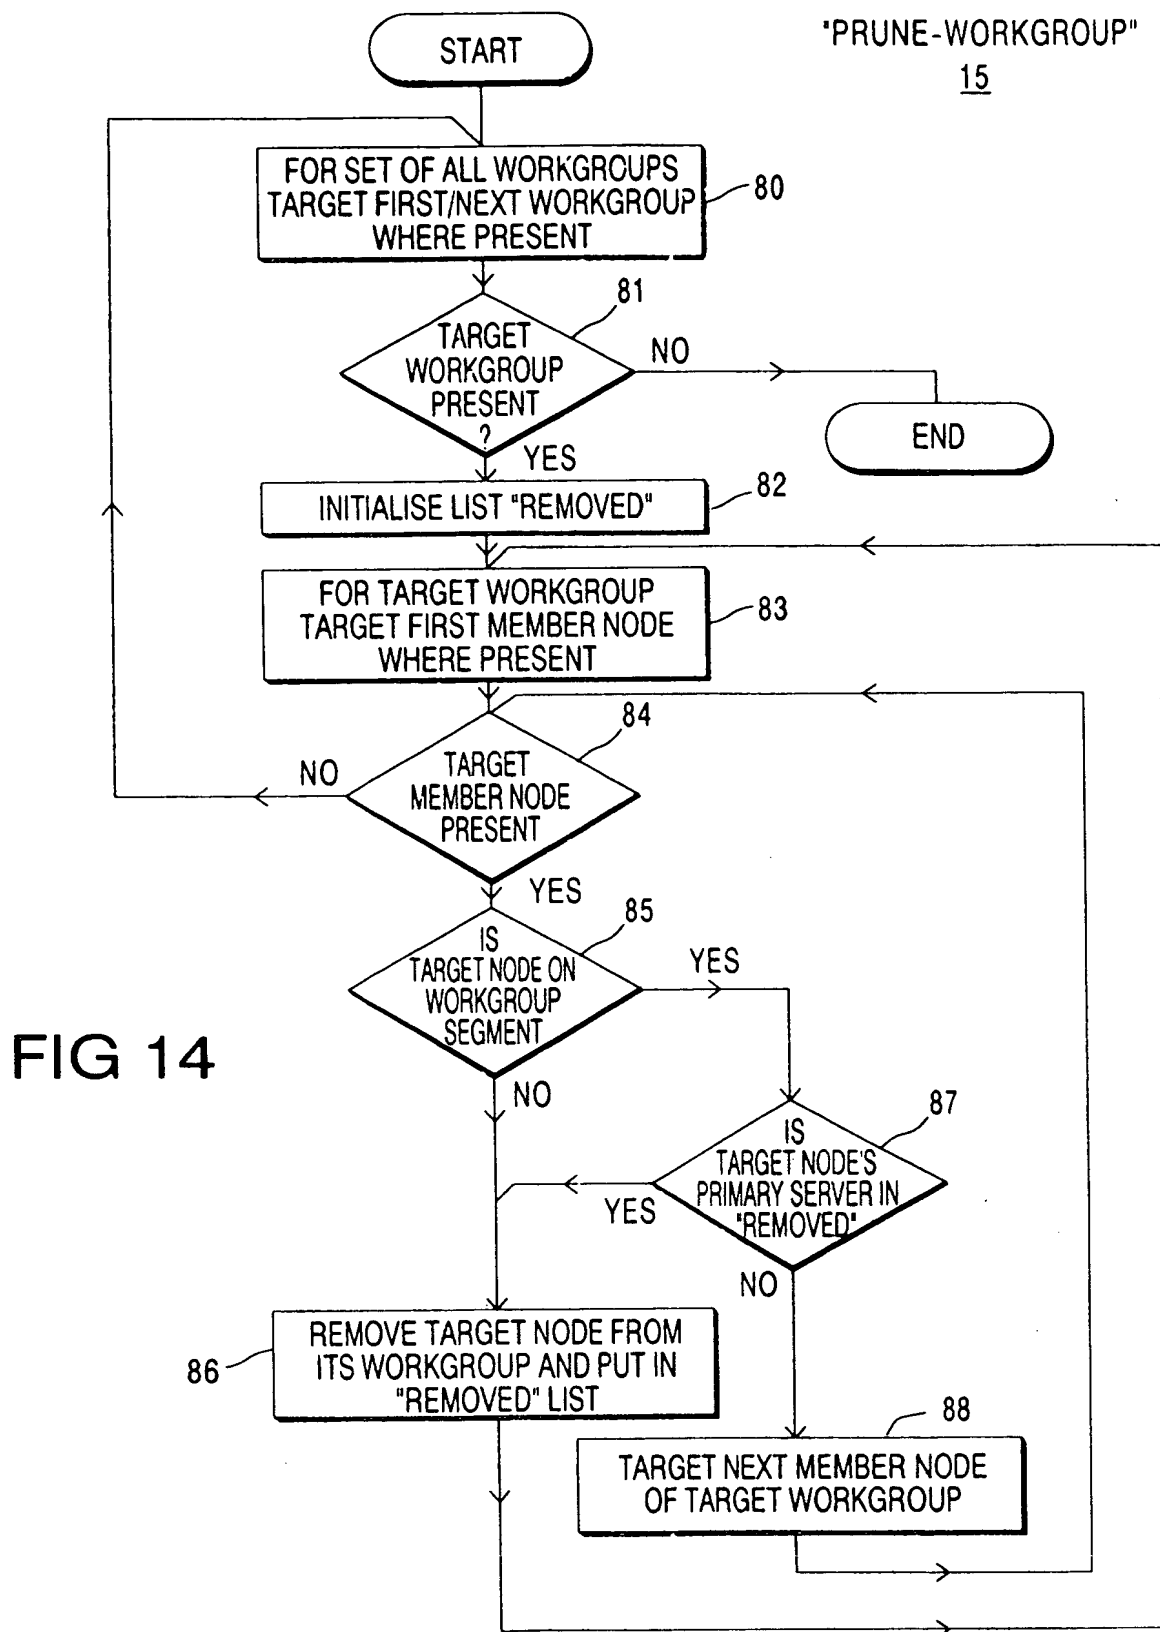 "PRUNE-WORKGROUP"
15
START
FOR SET OF ALL WORKGROUPS
TARGET FIRST/NEXT WORKGROUP
WHERE PRESENT
80
TARGET
WORKGROUP
PRESENT
?
81
NO
END
YES
INITIALISE LIST "REMOVED"
82
FOR TARGET WORKGROUP
TARGET FIRST MEMBER NODE
WHERE PRESENT
83
84
TARGET
MEMBER NODE
PRESENT
NO
YES
85
IS
TARGET NODE ON
WORKGROUP
SEGMENT
YES
NO
FIG 14
87
IS
TARGET NODE'S
PRIMARY SERVER IN
"REMOVED"
YES
NO
REMOVE TARGET NODE FROM
ITS WORKGROUP AND PUT IN
"REMOVED" LIST
86
88
TARGET NEXT MEMBER NODE
OF TARGET WORKGROUP